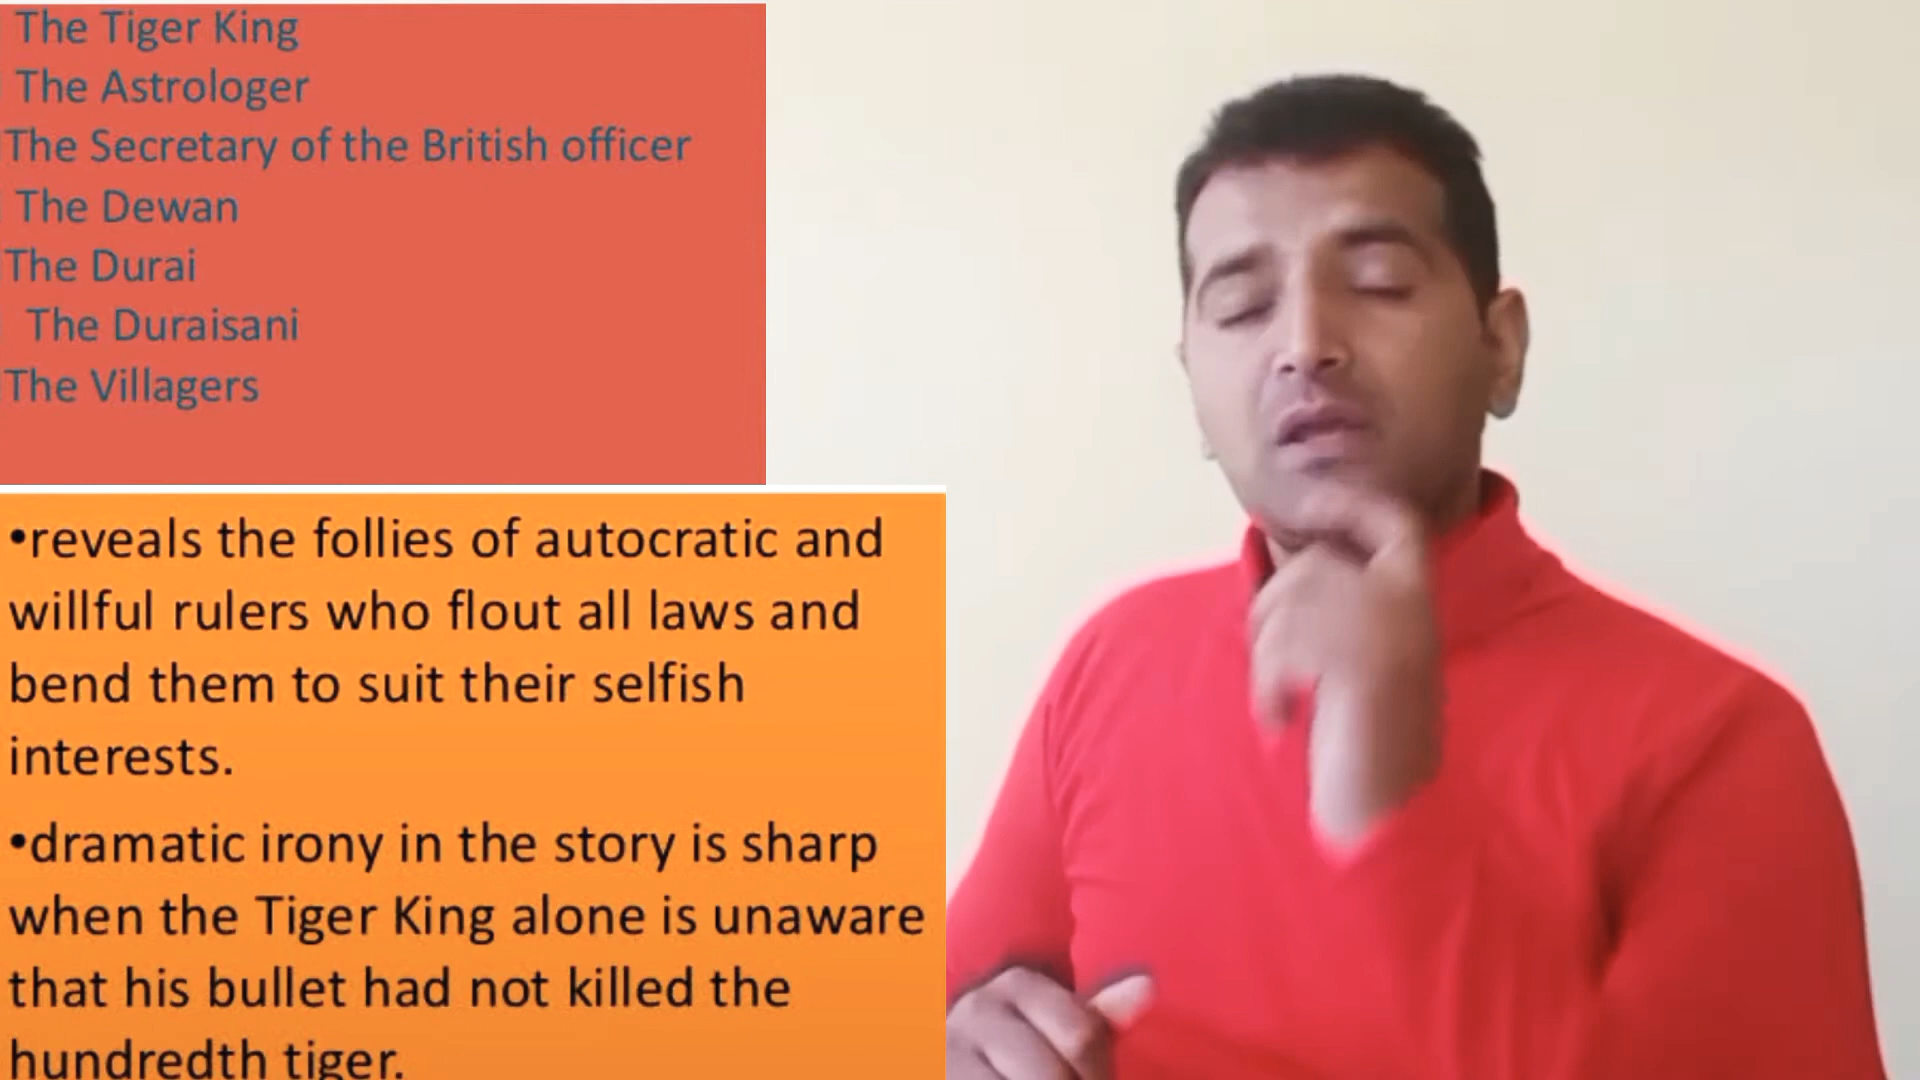 The Tiger King
The Astrologer
The Secretary of the British officer
The Dewan
The Durai
The Duraisani
The Villagers
•reveals the follies of autocratic and
willful rulers who flout all laws and
bend them to suit their selfish
interests.
•dramatic irony in the story is sharp
when the Tiger King alone is unaware
that his bullet had not killed the
hundredth tiger.